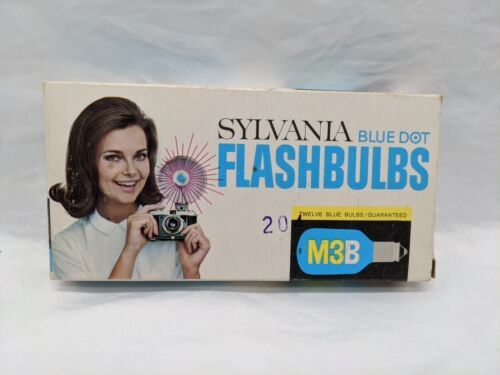 SYLVANIA BLUE DOT
FLASHBULBS
20
TWELVE BLUE BULBS/GUARANTEED
M3B